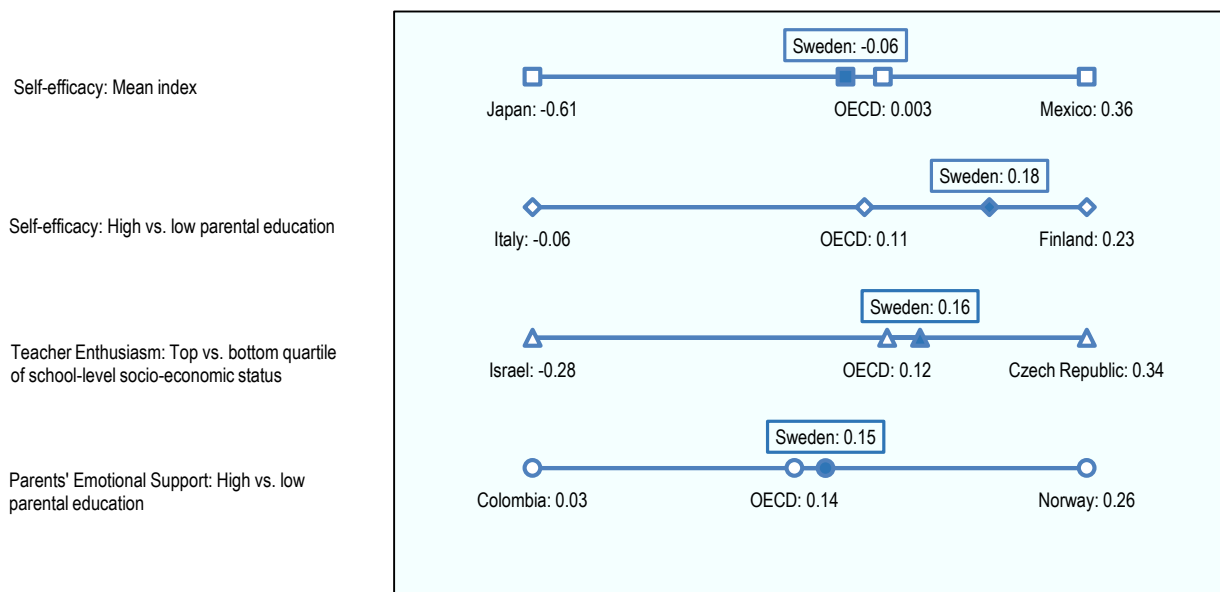 Sweden: -0.06
Self-efficacy: Mean index
Japan: -0.61 OECD: 0.003 Mexico: 0.36
Sweden: 0.18
Self-efficacy: High vs. low parental education
Italy: -0.06 OECD: 0.11 Finland: 0.23
Sweden: 0.16
Teacher Enthusiasm: Top vs. bottom quartile
of school-level socio-economic status
Israel: -0.28 OECD: 0.12 Czech Republic: 0.34
Sweden: 0.15
Parents' Emotional Support: High vs. low
parental education
Colombia: 0.03 OECD: 0.14 Norway: 0.26